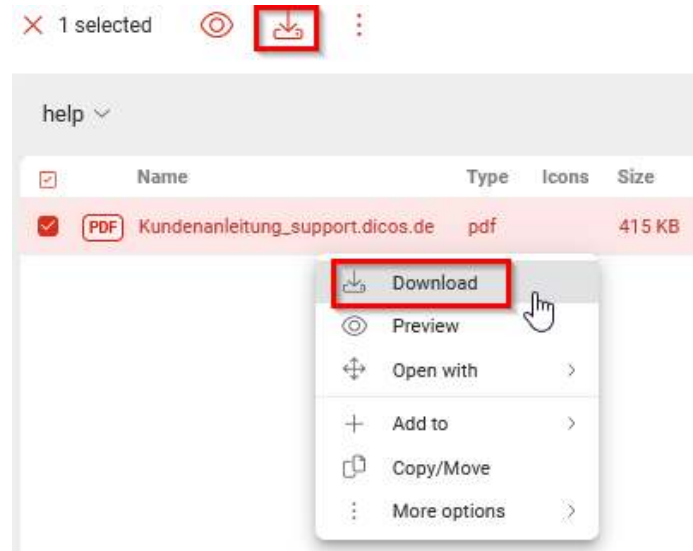 1 selected
help
Name Type Icons Size
PDF Kundenanleitung_support.dicos.de pdf 415 KB
Download
Preview
Open with
Add to
Copy/Move
More options